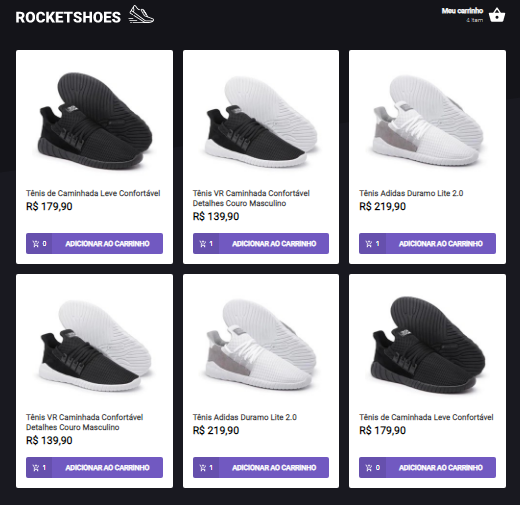 ROCKETSHOES
Meu carrinho
4 item
Tênis de Caminhada Leve Confortável
R$ 179,90
0 ADICIONAR AO CARRINHO
Tênis VR Caminhada Confortável
Detalhes Couro Masculino
R$ 139,90
1 ADICIONAR AO CARRINHO
Tênis Adidas Duramo Lite 2.0
R$ 219,90
1 ADICIONAR AO CARRINHO
Tênis VR Caminhada Confortável
Detalhes Couro Masculino
R$ 139,90
1 ADICIONAR AO CARRINHO
Tênis Adidas Duramo Lite 2.0
R$ 219,90
1 ADICIONAR AO CARRINHO
Tênis de Caminhada Leve Confortável
R$ 179,90
0 ADICIONAR AO CARRINHO